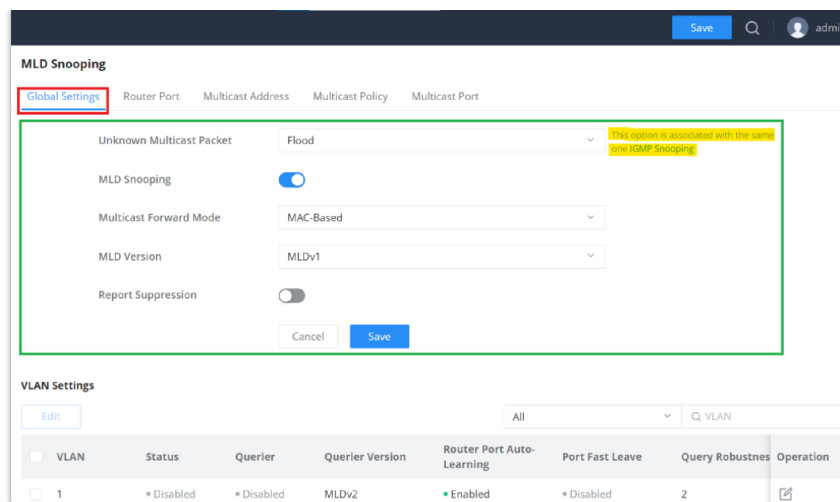 Save
admi
MLD Snooping
Global Settings Router Port Multicast Address Multicast Policy Multicast Port
Unknown Multicast Packet Flood This option is associated with the same
one IGMP Snooping
MLD Snooping
Multicast Forward Mode MAC-Based
MLD Version MLDv1
Report Suppression
Cancel Save
VLAN Settings
Edit All VLAN
VLAN Status Querier Querier Version Router Port Auto-
Learning Port Fast Leave Query Robustnes Operation
1 Disabled Disabled MLDv2 Enabled Disabled 2